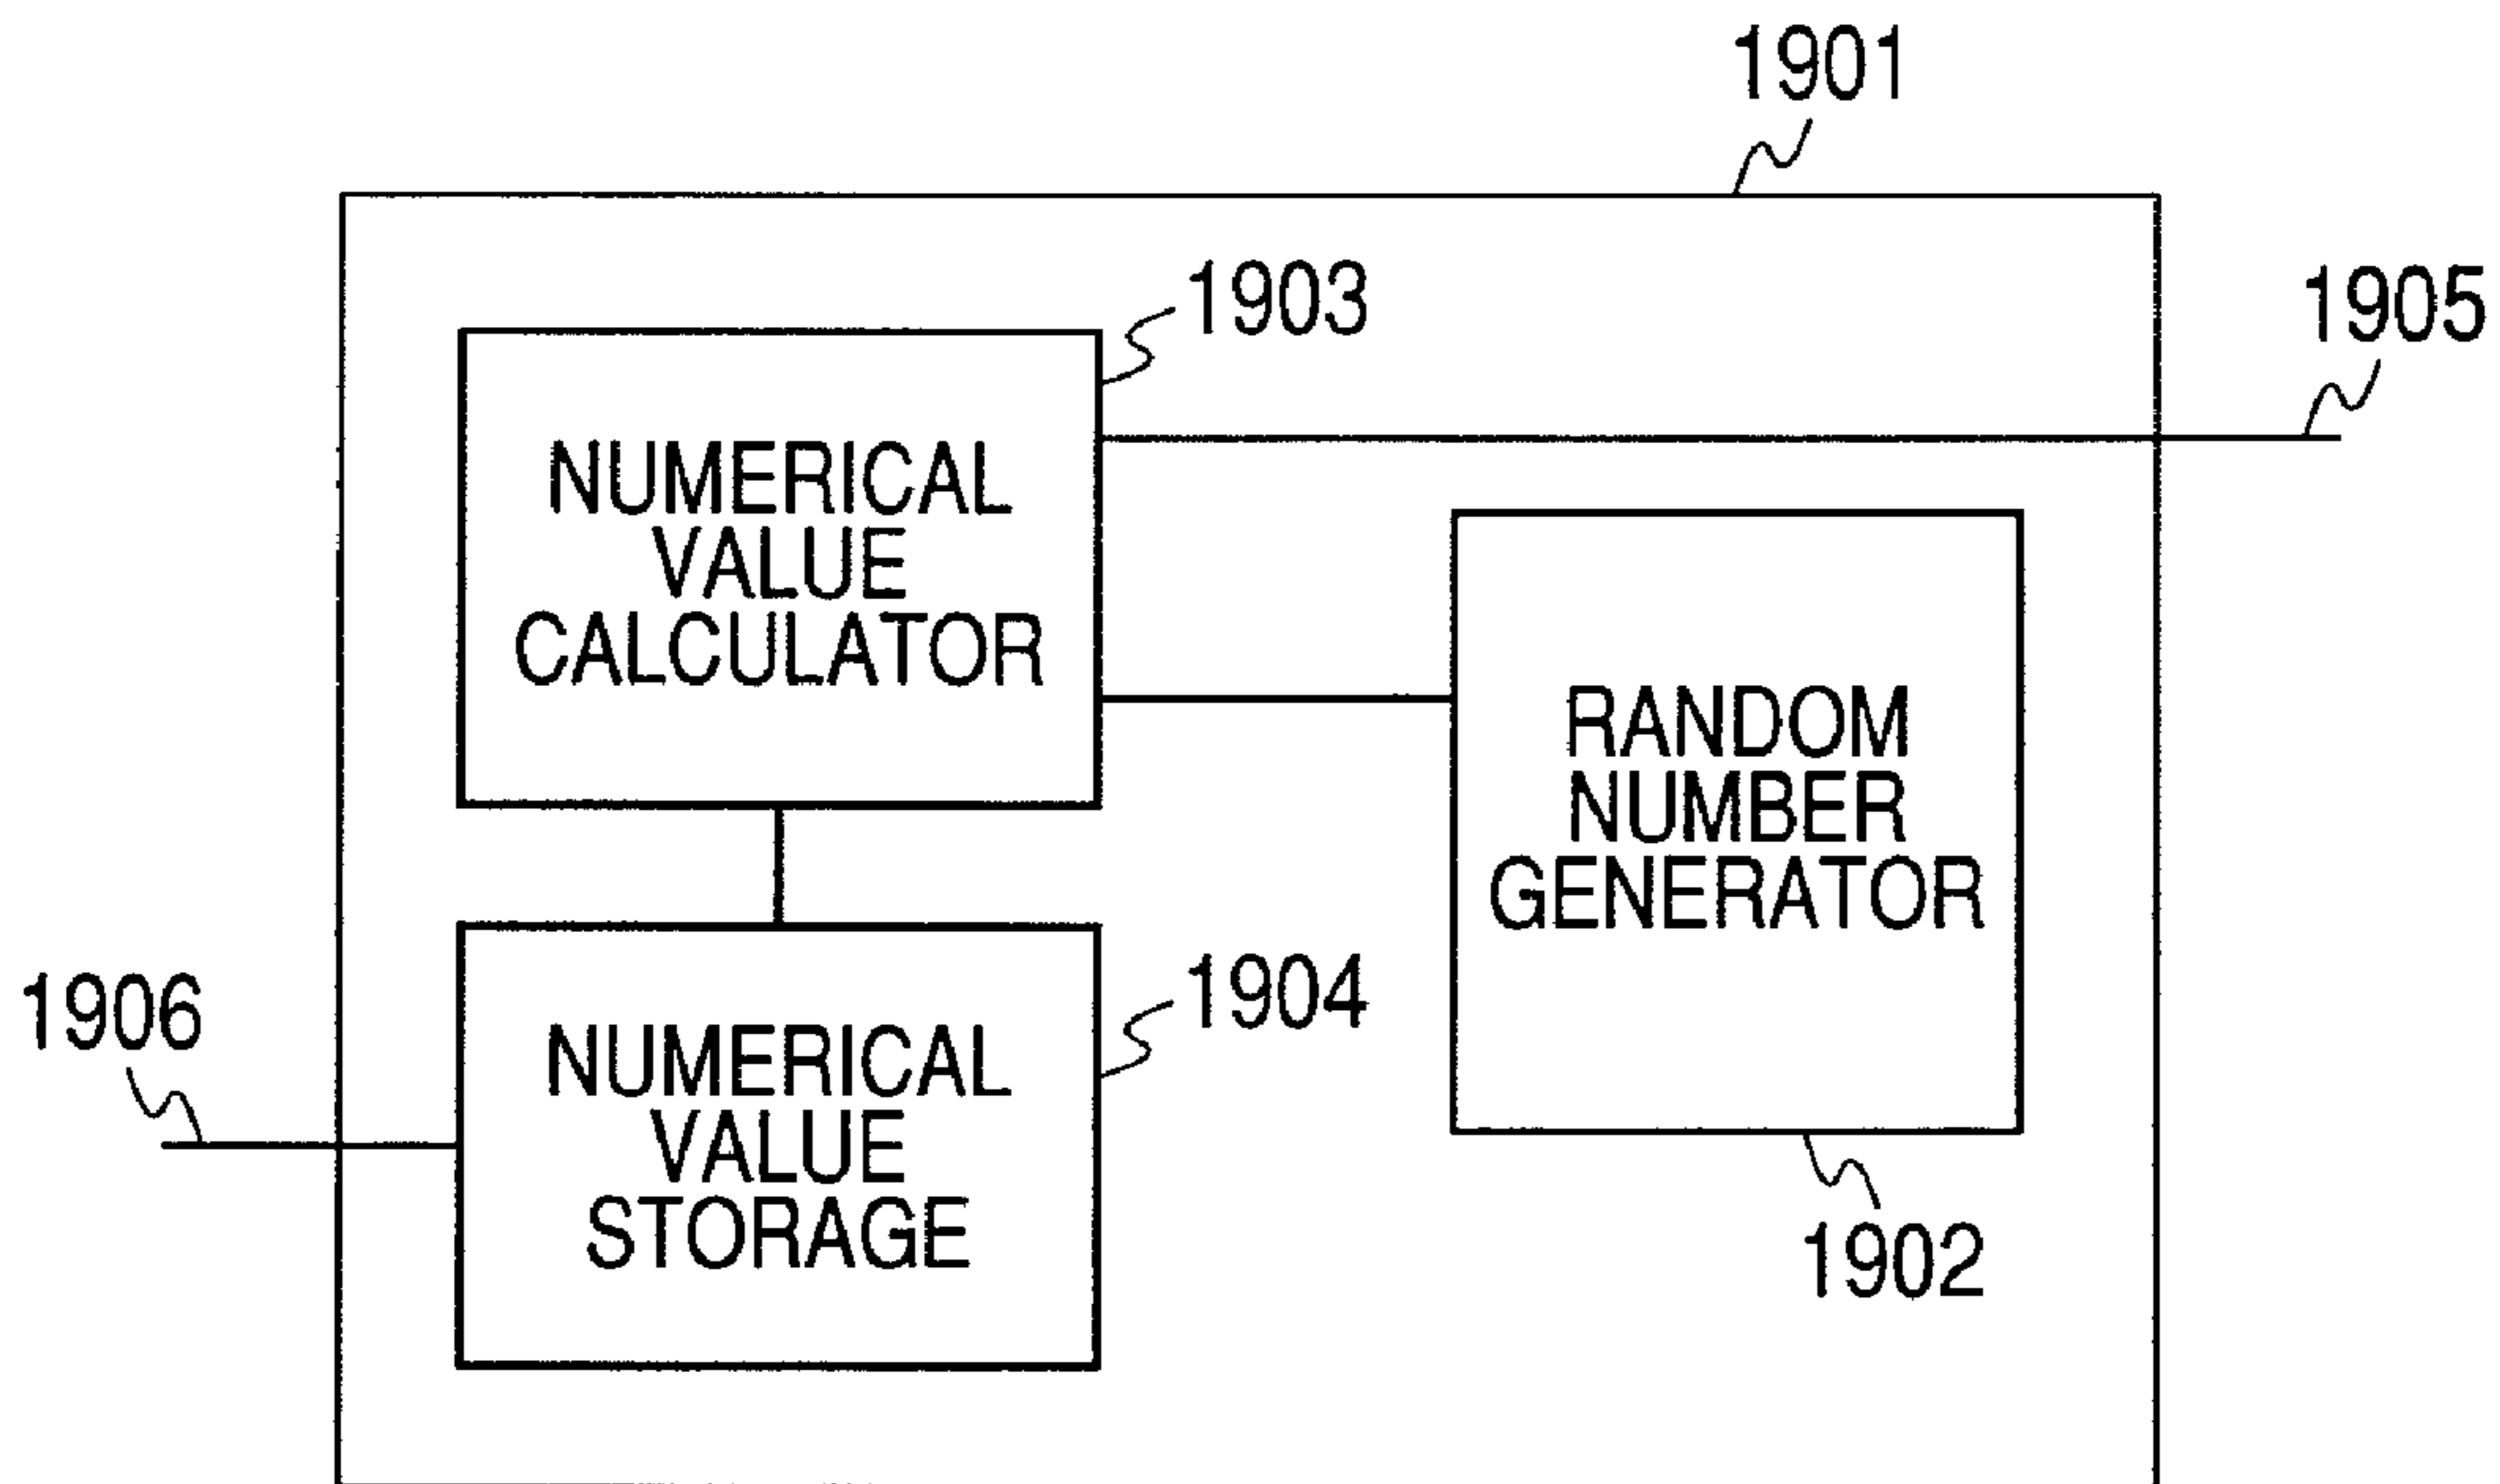 1901
1903
1905
NUMERICAL
VALUE
CALCULATOR
RANDOM
NUMBER
GENERATOR
1906
1904
NUMERICAL
VALUE
STORAGE
1902